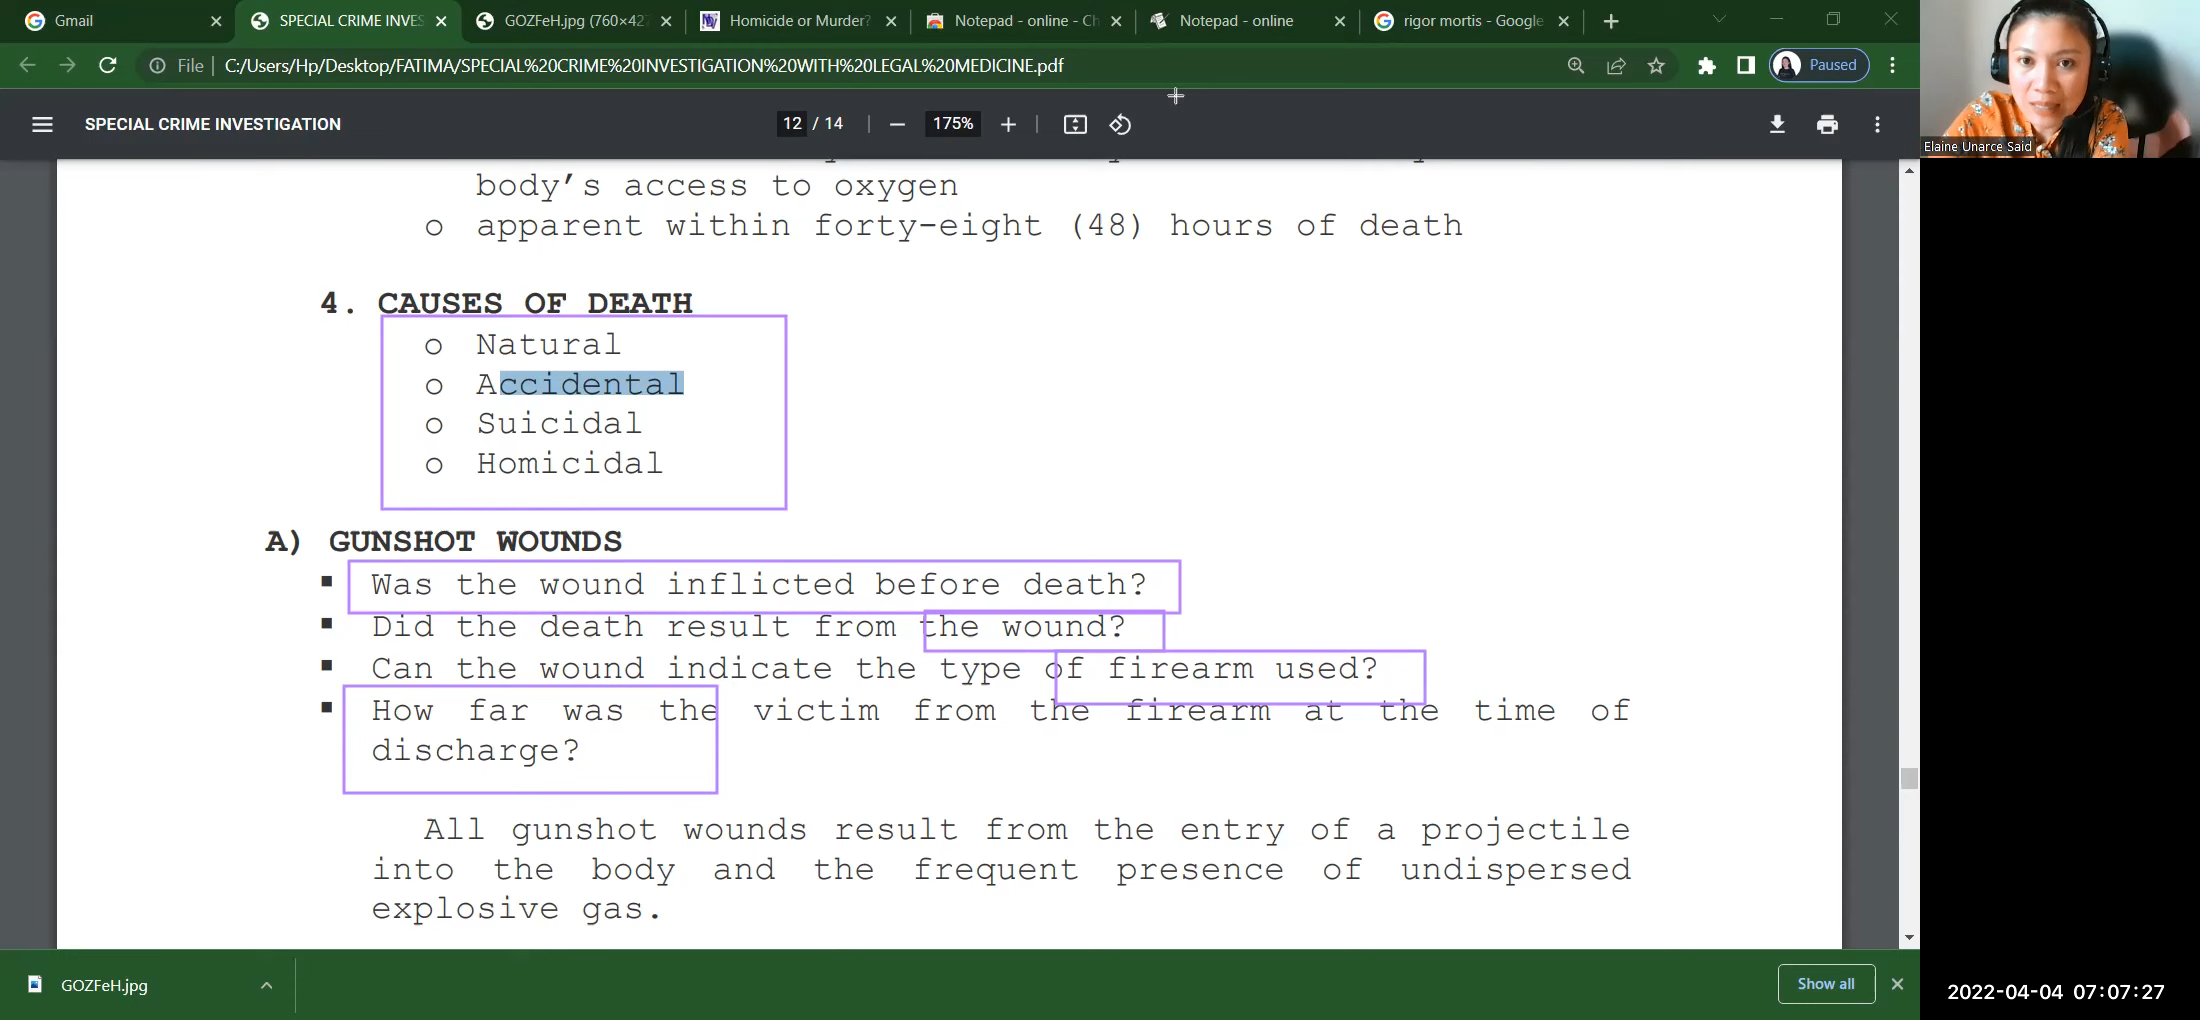 Gmail
SPECIAL CRIME INVES
GOZFeH.jpg (760×42
Homicide or Murder?
Notepad - online - Ch
Notepad - online
rigor mortis - Google
File
C:/Users/Hp/Desktop/FATIMA/SPECIAL%20CRIME%20INVESTIGATION%20WITH%20LEGAL%20MEDICINE.pdf
Paused
SPECIAL CRIME INVESTIGATION
12 / 14
175%
Elaine Unarce Said
body's access to oxygen
o apparent within forty-eight (48) hours of death
4. CAUSES OF DEATH
o Natural
o Accidental
o Suicidal
o Homicidal
A) GUNSHOT WOUNDS
▪ Was the wound inflicted before death?
▪ Did the death result from the wound?
▪ Can the wound indicate the type of firearm used?
▪ How far was the victim from the firearm at the time of
discharge?
All gunshot wounds result from the entry of a projectile
into the body and the frequent presence of undispersed
explosive gas.
GOZFeH.jpg
Show all
2022-04-04 07:07:27